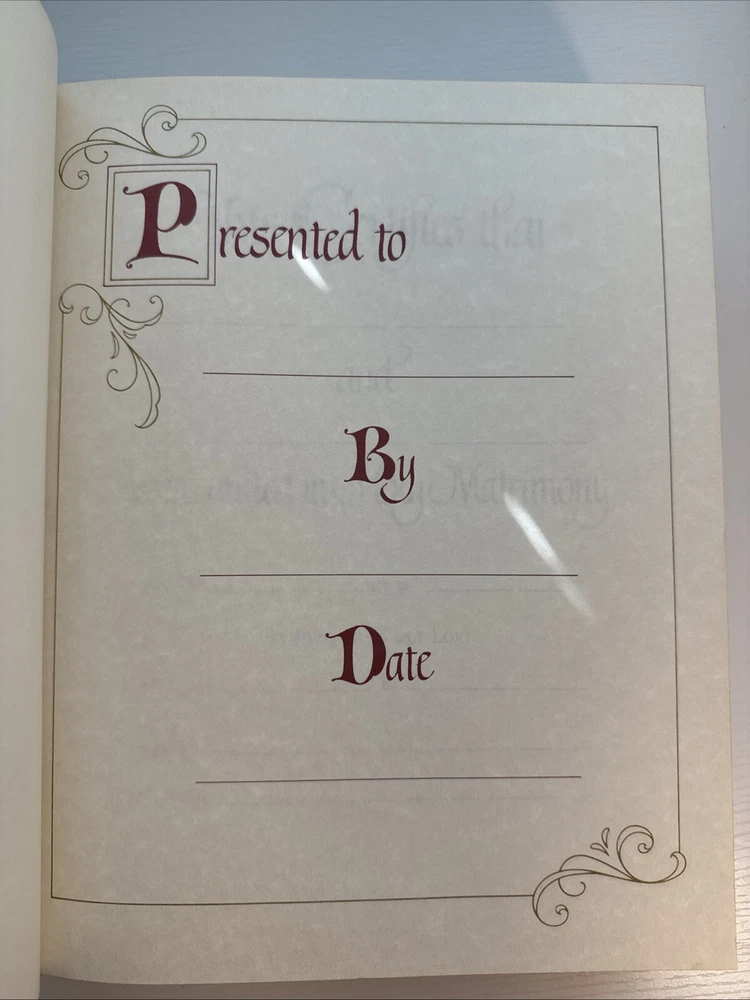 Presented to
By
Date